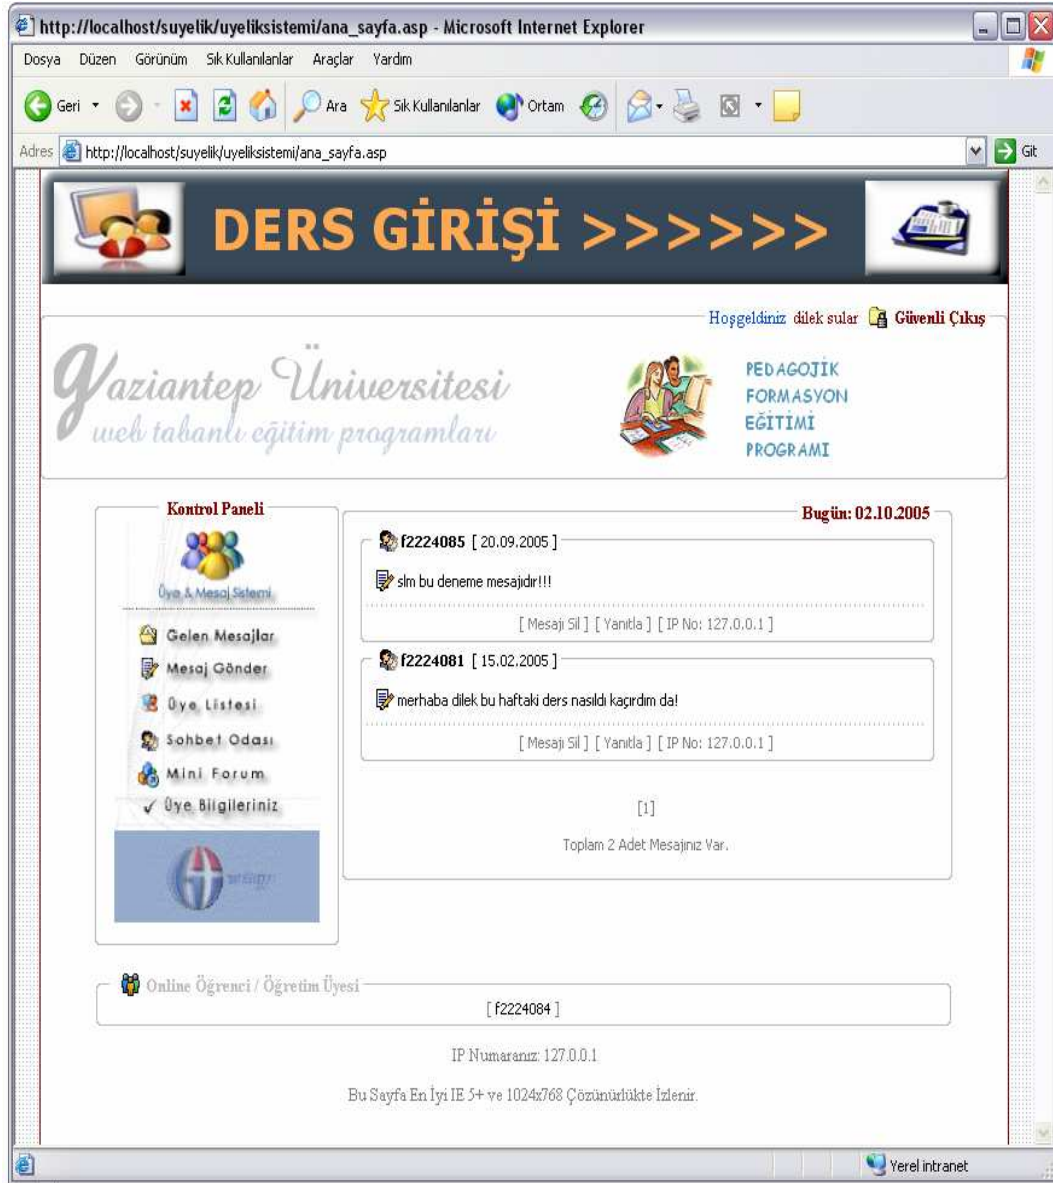 http://localhost/suyelik/uyeliksistemi/ana_sayfa.asp - Microsoft Internet Explorer
Dosya Düzen Görünüm Sık Kullanılanlar Araçlar Yardım
Geri Ara Sık Kullanılanlar Ortam
Adres http://localhost/suyelik/uyeliksistemi/ana_sayfa.asp Git
DERS GİRİŞİ >>>>>>
Hoşgeldiniz dilek sular Güvenli Çıkış
Gaziantep Üniversitesi
web tabanlı eğitim programları
PEDAGOJİK
FORMASYON
EĞİTİMİ
PROGRAMI
Kontrol Paneli
Üye & Mesaj Sistemi
Gelen Mesajlar
Mesaj Gönder
Üye Listesi
Sohbet Odası
Mini Forum
Üye Bilgileriniz
Bugün: 02.10.2005
f2224085 [ 20.09.2005 ]
slm bu deneme mesajıdır!!!
[ Mesajı Sil ] [ Yanıtla ] [ IP No: 127.0.0.1 ]
f2224081 [ 15.02.2005 ]
merhaba dilek bu haftaki ders nasıldı kaçırdım da!
[ Mesajı Sil ] [ Yanıtla ] [ IP No: 127.0.0.1 ]
[1]
Toplam 2 Adet Mesajınız Var.
Online Öğrenci / Öğretim Üyesi
[ f2224084 ]
IP Numaranız: 127.0.0.1
Bu Sayfa En İyi IE 5+ ve 1024x768 Çözünürlükte İzlenir.
Yerel intranet